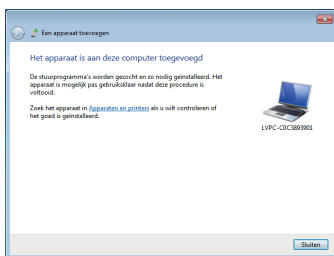 Een apparaat toevoegen
Het apparaat is aan deze computer toegevoegd
De stuurprogramma's worden gezocht en zo nodig geïnstalleerd. Het
apparaat is mogelijk pas gebruiksklaar nadat deze procedure is
voltooid.
Zoek het apparaat in Apparaten en printers als u wilt controleren of
het goed is geïnstalleerd.
LVPC-C0C3893901
Sluiten